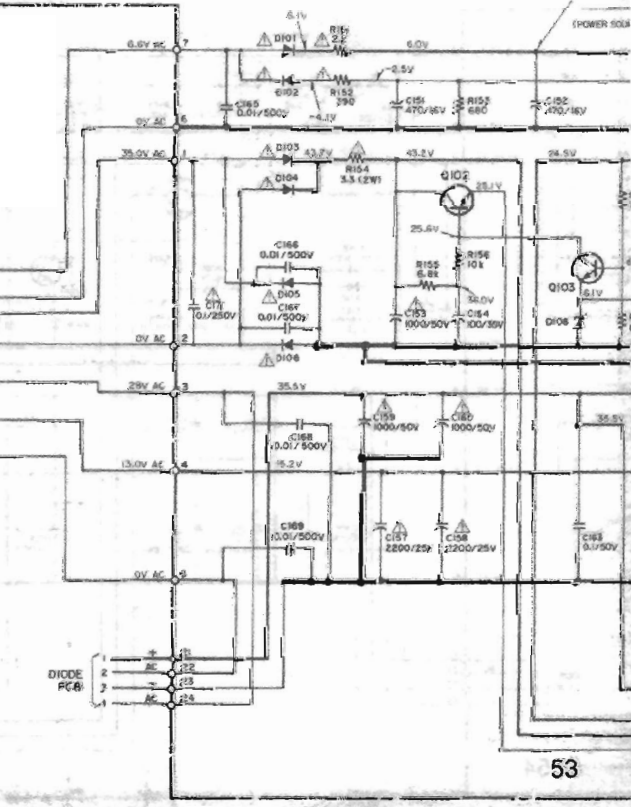 (POWER
6.1V
D101
6.0V
6.6V AC 7
D102
R152
390
-2.5V
-4.1V
C165
0.01/500V
C151
470/16V
R153
680
C152
470/16V
0V AC 6
35.0V AC 1
D103
43.7V
43.2V
24.5V
R154
3.3 (2W)
D104
Q102
25.1V
25.6V
C166
0.01/500V
R156
10k
R155
6.8k
Q103
6.1V
D105
C167
0.01/500V
C171
0.1/250V
C153
1000/50V
C154
100/35V
0V AC 2
D106
28V AC 3
35.5V
C159
1000/50V
C160
1000/50V
35.5V
C168
0.01/500V
13.0V AC 4
15.2V
C169
0.01/500V
C157
2200/25V
C158
2200/25V
C163
0.1/50V
0V AC 5
1 + 21
2 AC 22
DIODE
PCB
3 - 23
4 AC 24
53